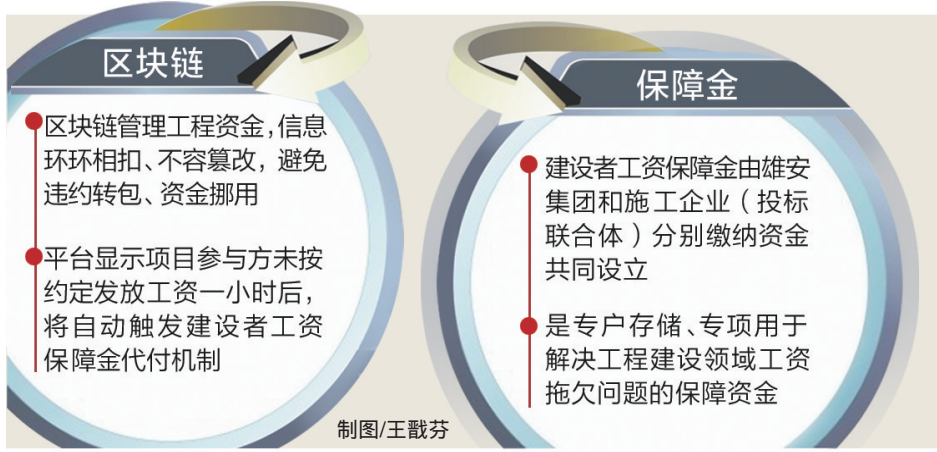 区块链
区块链管理工程资金,信息
环环相扣、不容篡改，避免
违约转包、资金挪用
平台显示项目参与方未按
约定发放工资一小时后，
将自动触发建设者工资
保障金代付机制
保障金
建设者工资保障金由雄安
集团和施工企业（投标
联合体）分别缴纳资金
共同设立
是专户存储、专项用于
解决工程建设领域工资
拖欠问题的保障资金
制图/王戬芬